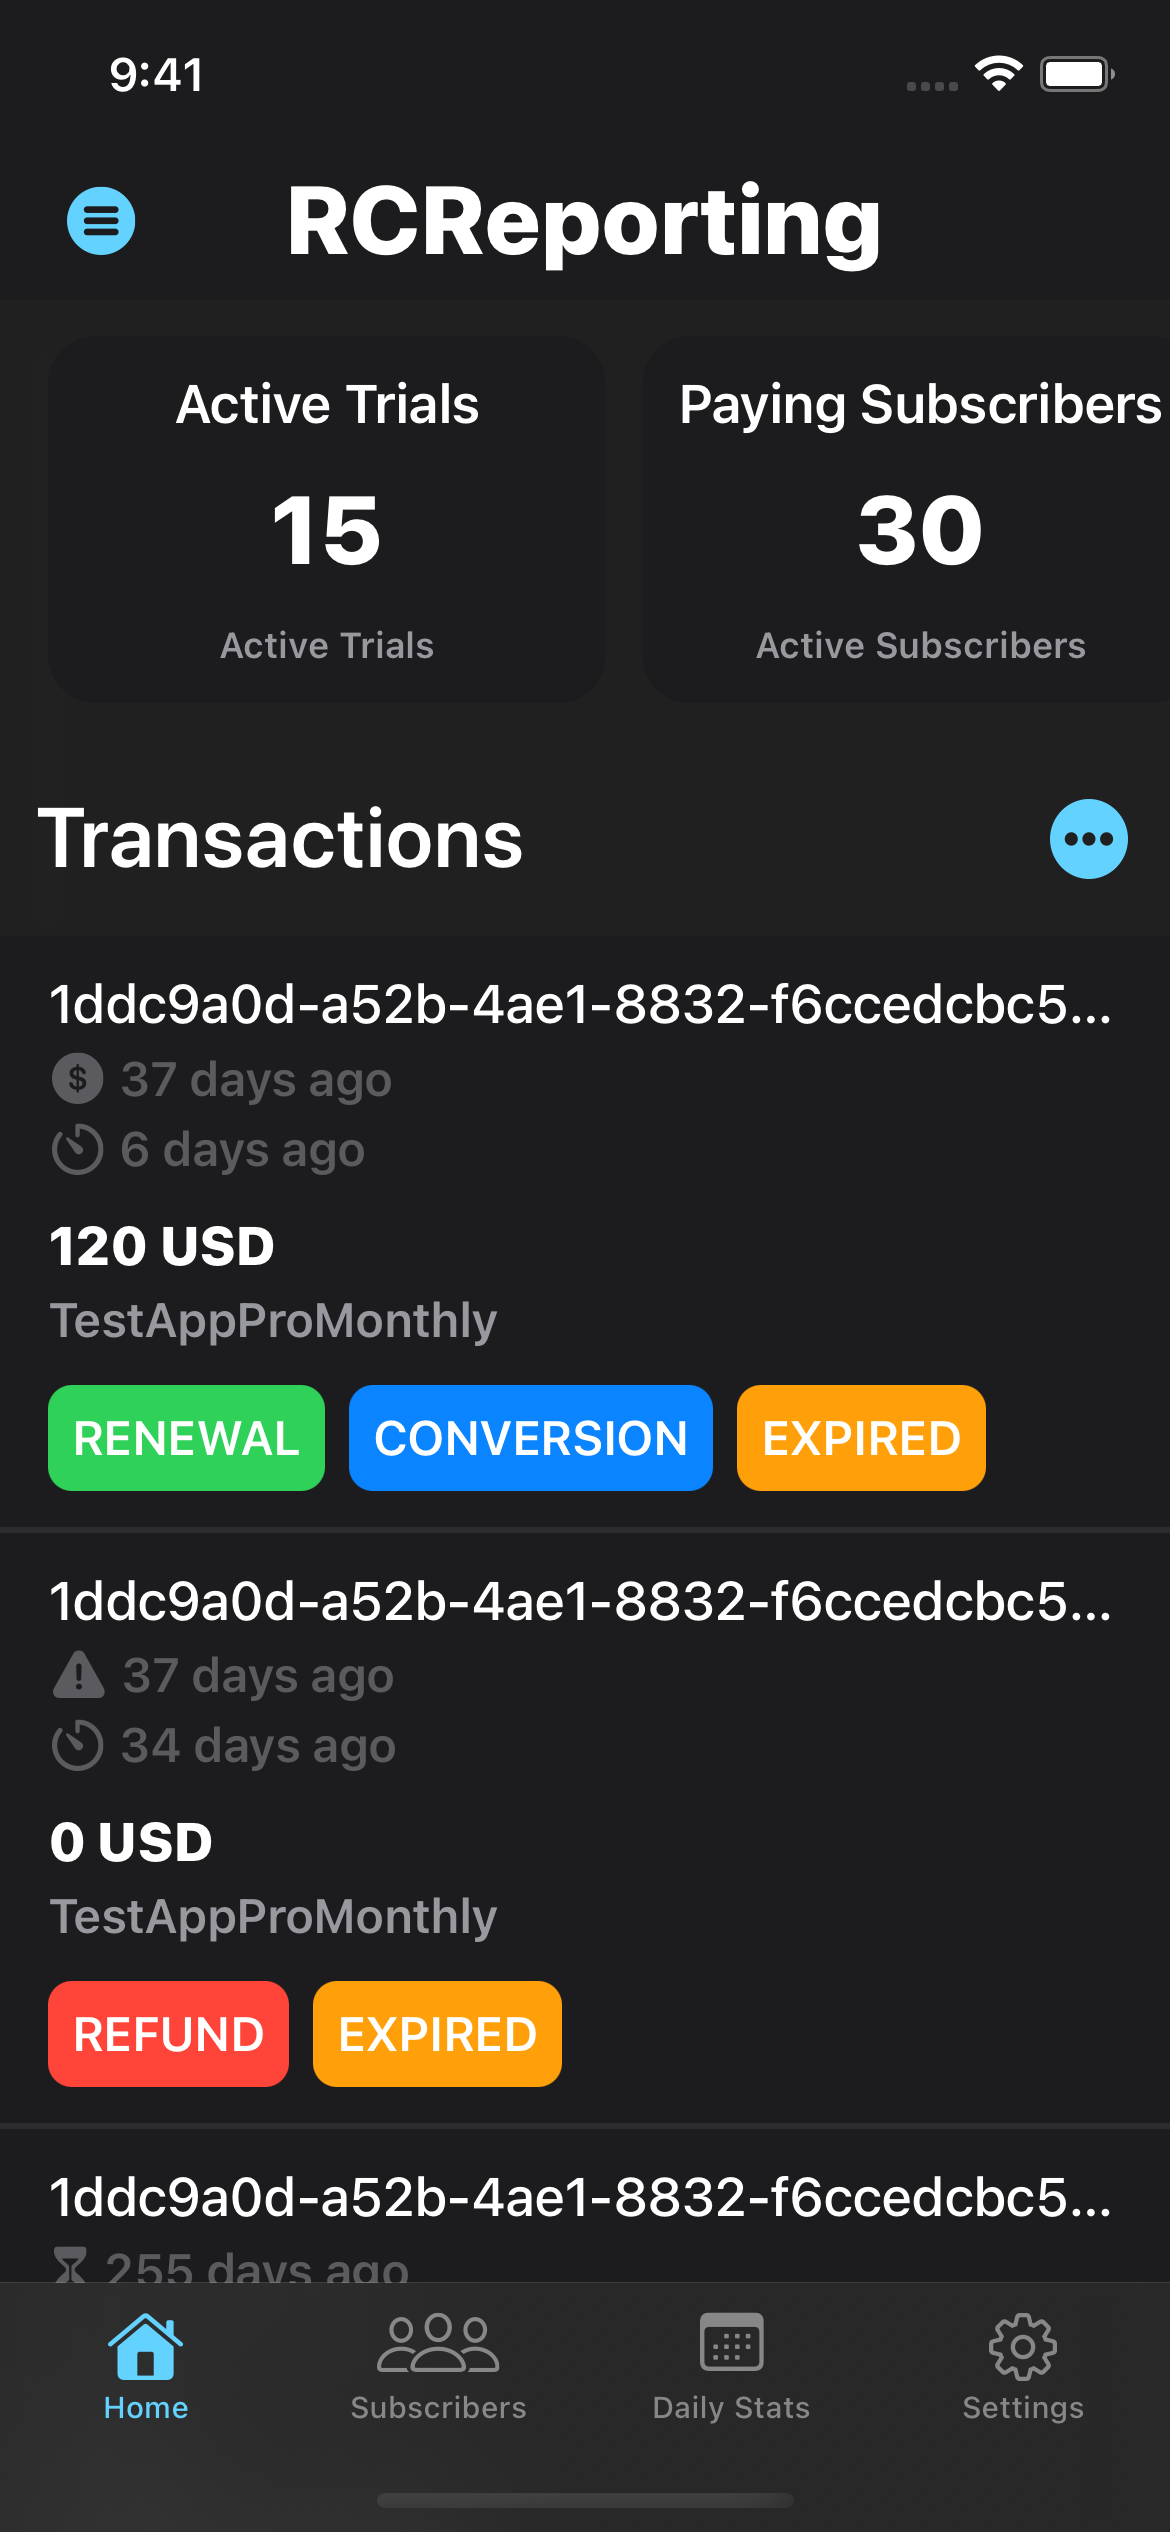 9:41
RCReporting
Active Trials
15
Active Trials
Paying Subscribers
30
Active Subscribers
Transactions
1ddc9a0d-a52b-4ae1-8832-f6ccedcbc5...
$ 37 days ago
6 days ago
120 USD
TestAppProMonthly
RENEWAL CONVERSION EXPIRED
1ddc9a0d-a52b-4ae1-8832-f6ccedcbc5...
37 days ago
34 days ago
0 USD
TestAppProMonthly
REFUND EXPIRED
1ddc9a0d-a52b-4ae1-8832-f6ccedcbc5...
255 days ago
Home Subscribers Daily Stats Settings